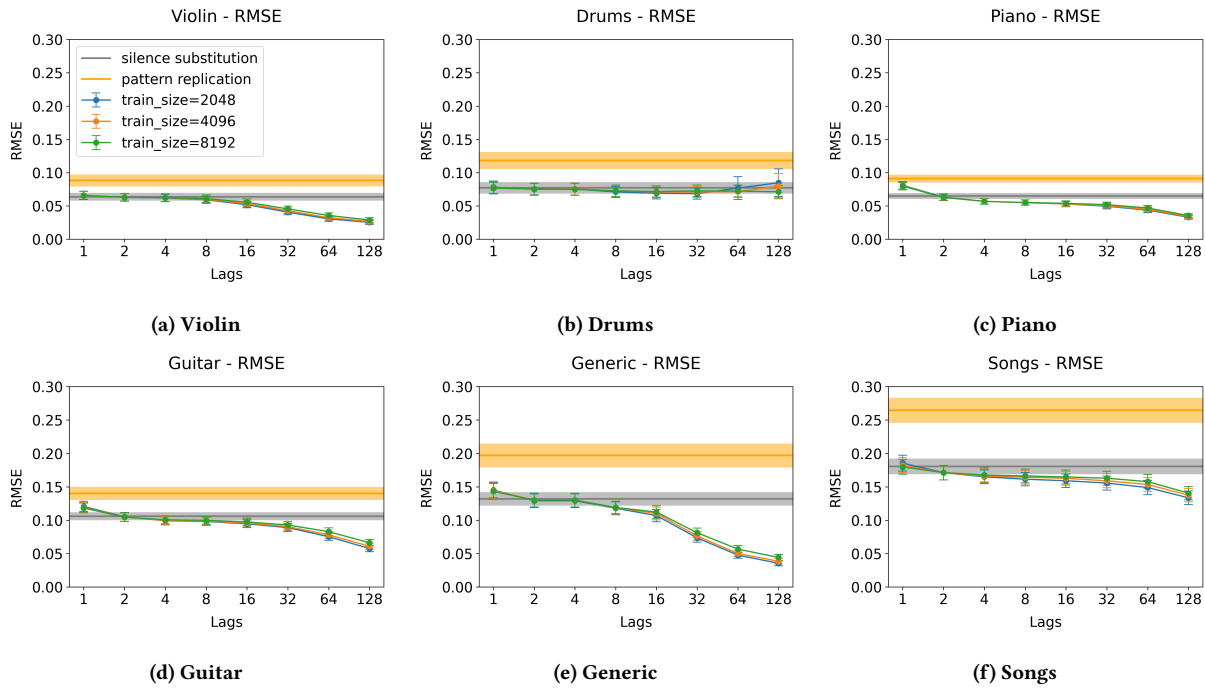 Violin - RMSE
0.30
0.25
0.20
0.15
0.10
0.05
0.00
RMSE
silence substitution
pattern replication
train_size=2048
train_size=4096
train_size=8192
1 2 4 8 16 32 64 128
Lags
(a) Violin
Drums - RMSE
0.30
0.25
0.20
0.15
0.10
0.05
0.00
RMSE
1 2 4 8 16 32 64 128
Lags
(b) Drums
Piano - RMSE
0.30
0.25
0.20
0.15
0.10
0.05
0.00
RMSE
1 2 4 8 16 32 64 128
Lags
(c) Piano
Guitar - RMSE
0.30
0.25
0.20
0.15
0.10
0.05
0.00
RMSE
1 2 4 8 16 32 64 128
Lags
(d) Guitar
Generic - RMSE
0.30
0.25
0.20
0.15
0.10
0.05
0.00
RMSE
1 2 4 8 16 32 64 128
Lags
(e) Generic
Songs - RMSE
0.30
0.25
0.20
0.15
0.10
0.05
0.00
RMSE
1 2 4 8 16 32 64 128
Lags
(f) Songs